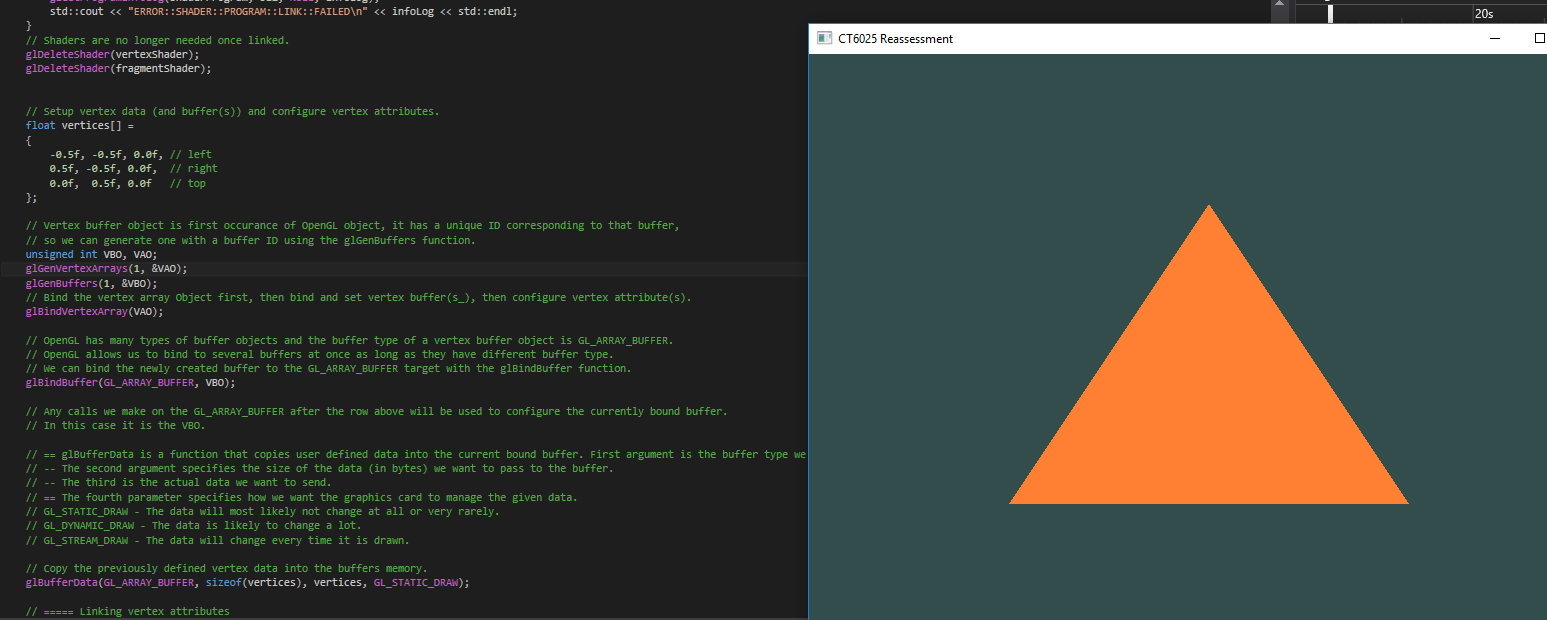 std::cout << "ERROR::SHADER::PROGRAM::LINK::FAILED\n" << infoLog << std::endl;
}
// Shaders are no longer needed once linked.
glDeleteShader(vertexShader);
glDeleteShader(fragmentShader);
// Setup vertex data (and buffer(s)) and configure vertex attributes.
float vertices[] =
{
-0.5f, -0.5f, 0.0f, // left
0.5f, -0.5f, 0.0f, // right
0.0f, 0.5f, 0.0f // top
};
// Vertex buffer object is first occurance of OpenGL object, it has a unique ID corresponding to that buffer,
// so we can generate one with a buffer ID using the glGenBuffers function.
unsigned int VBO, VAO;
glGenVertexArrays(1, &VAO);
glGenBuffers(1, &VBO);
// Bind the vertex array Object first, then bind and set vertex buffer(s_), then configure vertex attribute(s).
glBindVertexArray(VAO);
// OpenGL has many types of buffer objects and the buffer type of a vertex buffer object is GL_ARRAY_BUFFER.
// OpenGL allows us to bind to several buffers at once as long as they have different buffer type.
// We can bind the newly created buffer to the GL_ARRAY_BUFFER target with the glBindBuffer function.
glBindBuffer(GL_ARRAY_BUFFER, VBO);
// Any calls we make on the GL_ARRAY_BUFFER after the row above will be used to configure the currently bound buffer.
// In this case it is the VBO.
// == glBufferData is a function that copies user defined data into the current bound buffer. First argument is the buffer type we
// -- The second argument specifies the size of the data (in bytes) we want to pass to the buffer.
// -- The third is the actual data we want to send.
// == The fourth parameter specifies how we want the graphics card to manage the given data.
// GL_STATIC_DRAW - The data will most likely not change at all or very rarely.
// GL_DYNAMIC_DRAW - The data is likely to change a lot.
// GL_STREAM_DRAW - The data will change every time it is drawn.
// Copy the previously defined vertex data into the buffers memory.
glBufferData(GL_ARRAY_BUFFER, sizeof(vertices), vertices, GL_STATIC_DRAW);
// ===== Linking vertex attributes
20s
CT6025 Reassessment